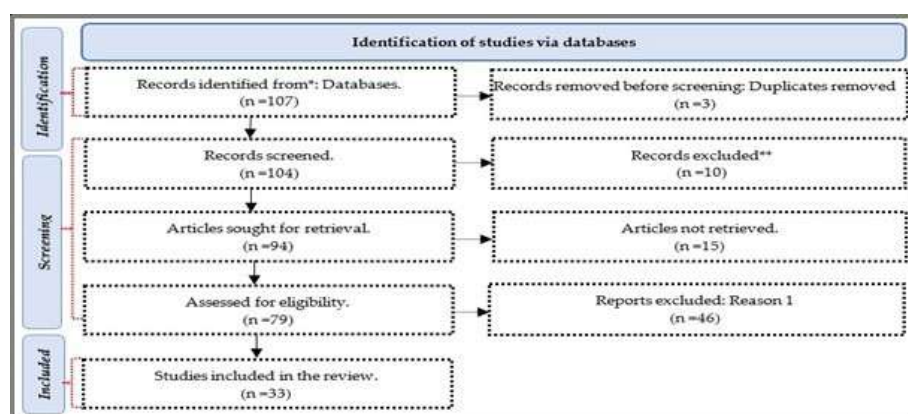 Identification of studies via databases
Identification
Records identified from*: Databases.
(n =107)
Records removed before screening: Duplicates removed
(n =3)
Screening
Records screened.
(n =104)
Records excluded**
(n =10)
Articles sought for retrieval.
(n =94)
Articles not retrieved.
(n =15)
Assessed for eligibility.
(n =79)
Reports excluded: Reason 1
(n =46)
Included
Studies included in the review.
(n =33)